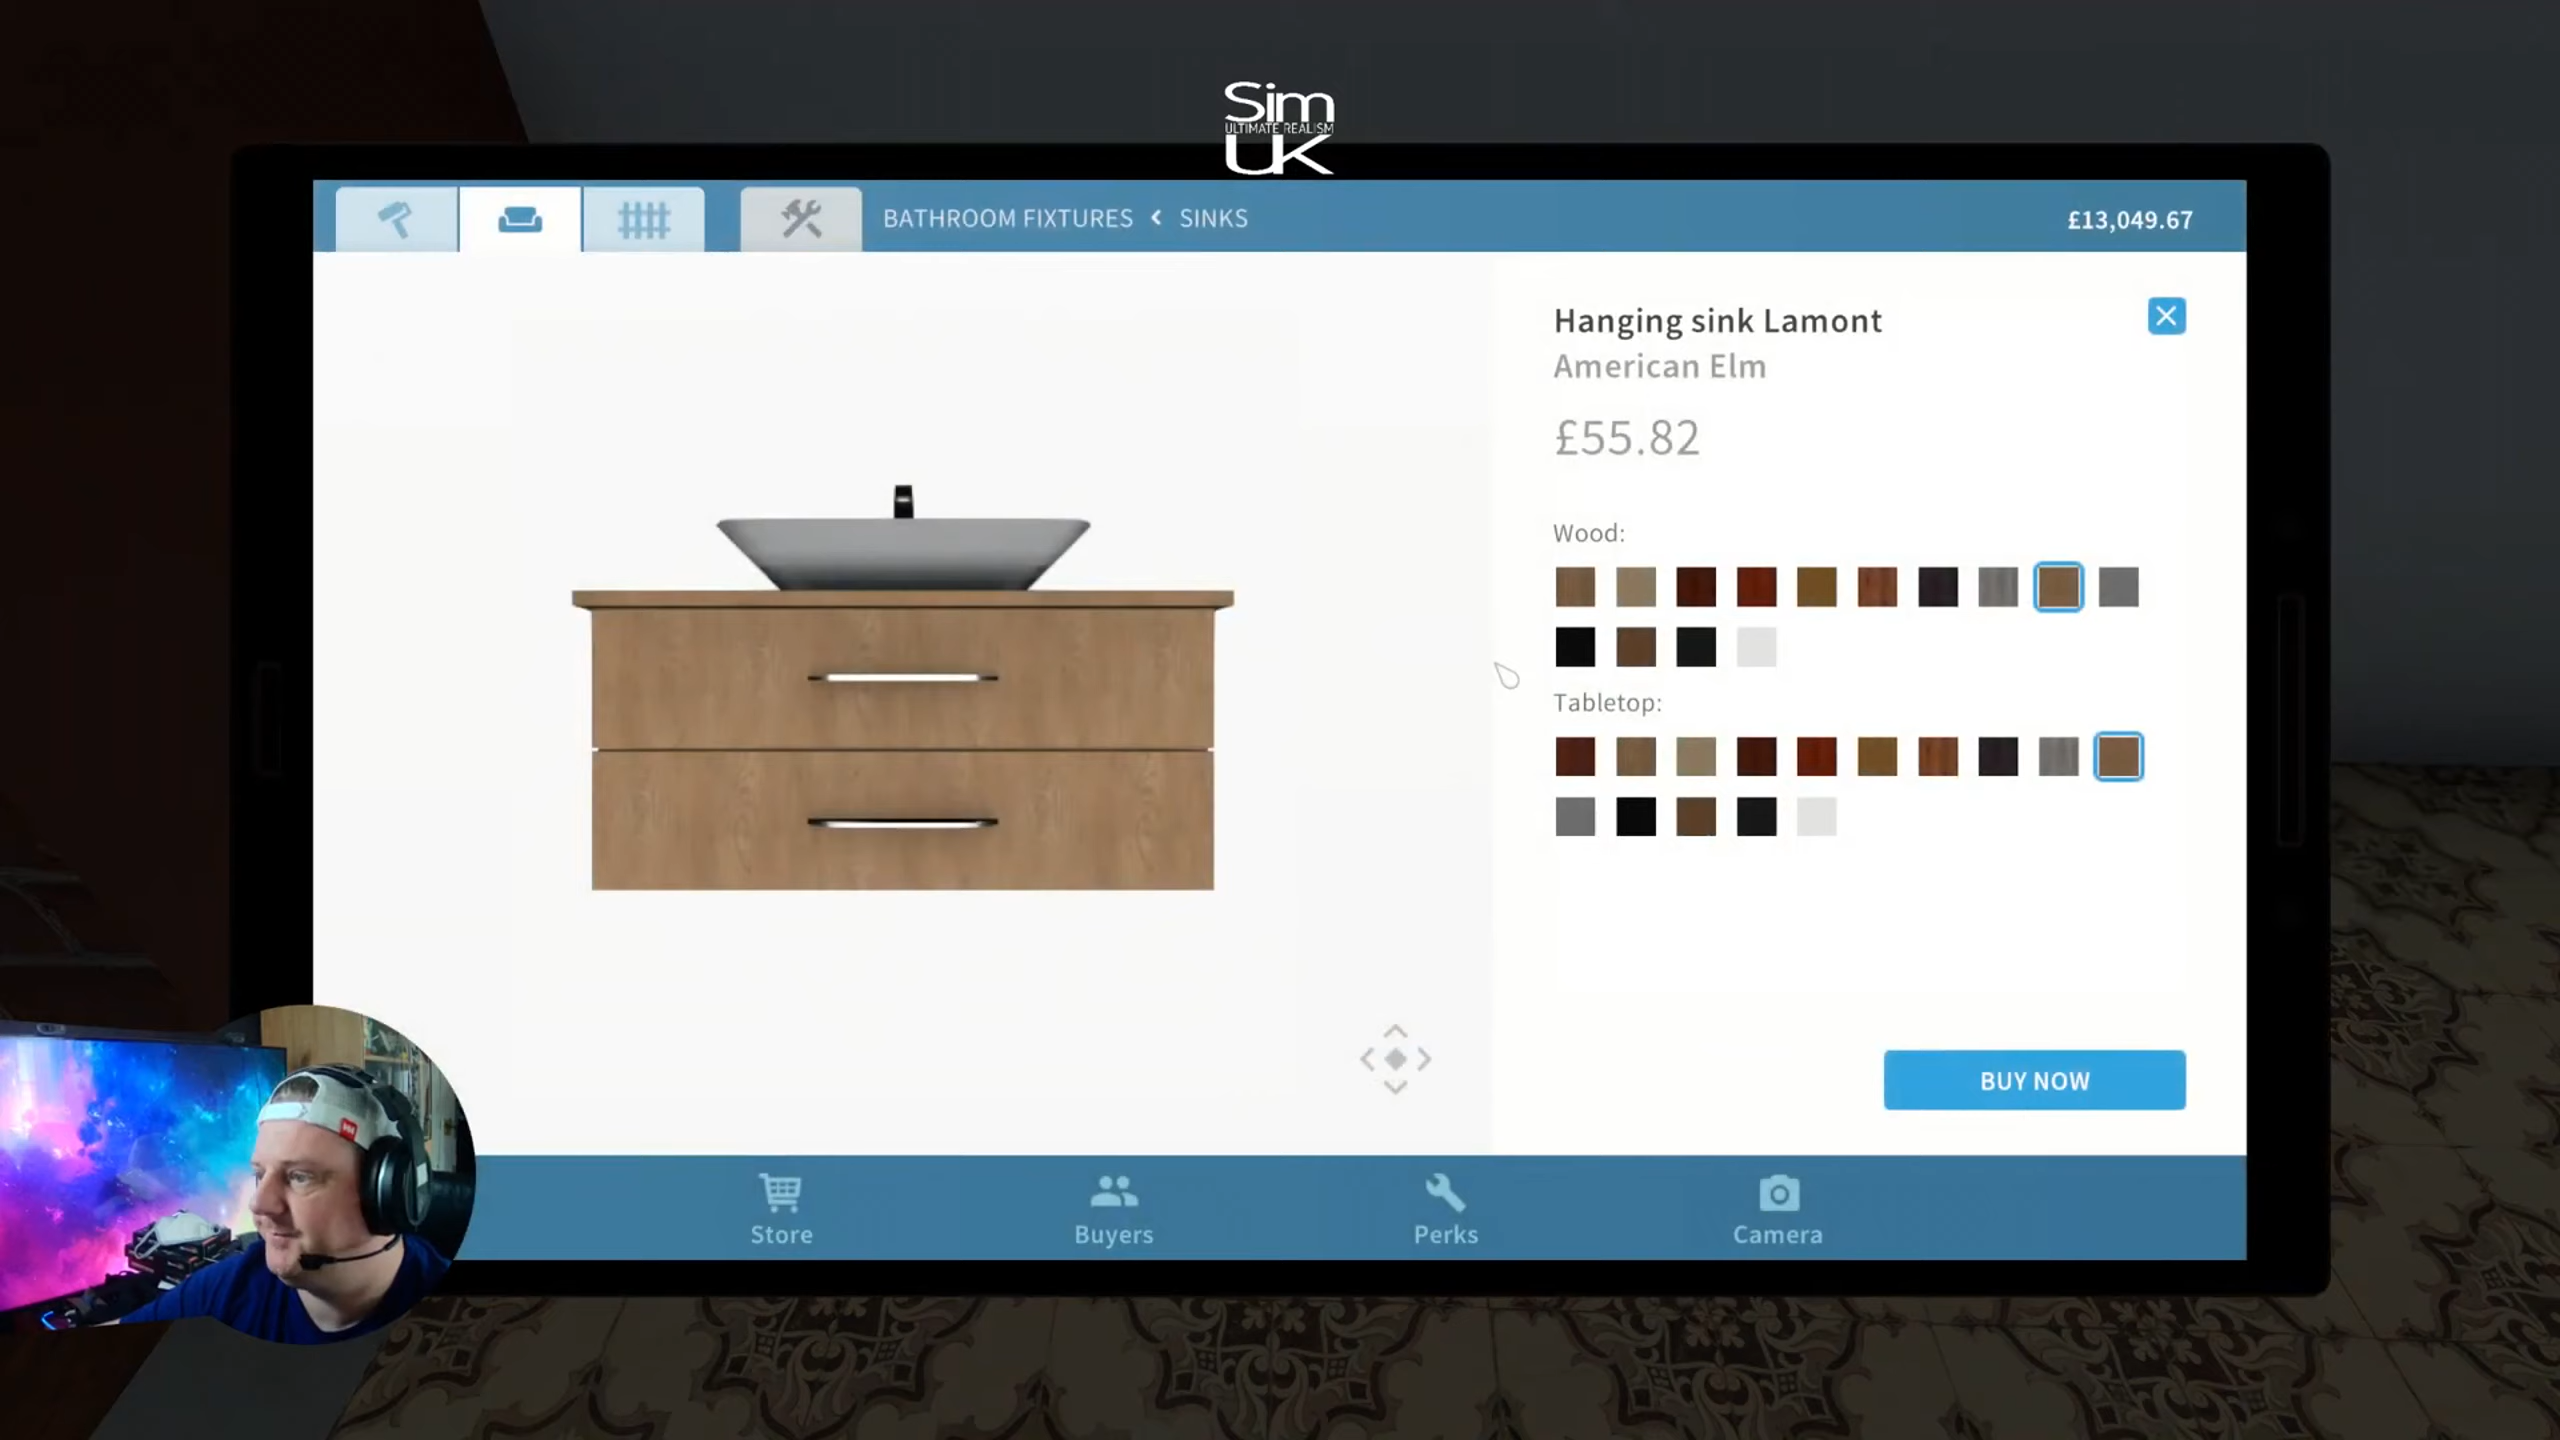 Sim
ULTIMATE REALISM
UK
BATHROOM FIXTURES < SINKS
£13,049.67
Hanging sink Lamont
American Elm
£55.82
Wood:
Tabletop:
BUY NOW
Store
Buyers
Perks
Camera